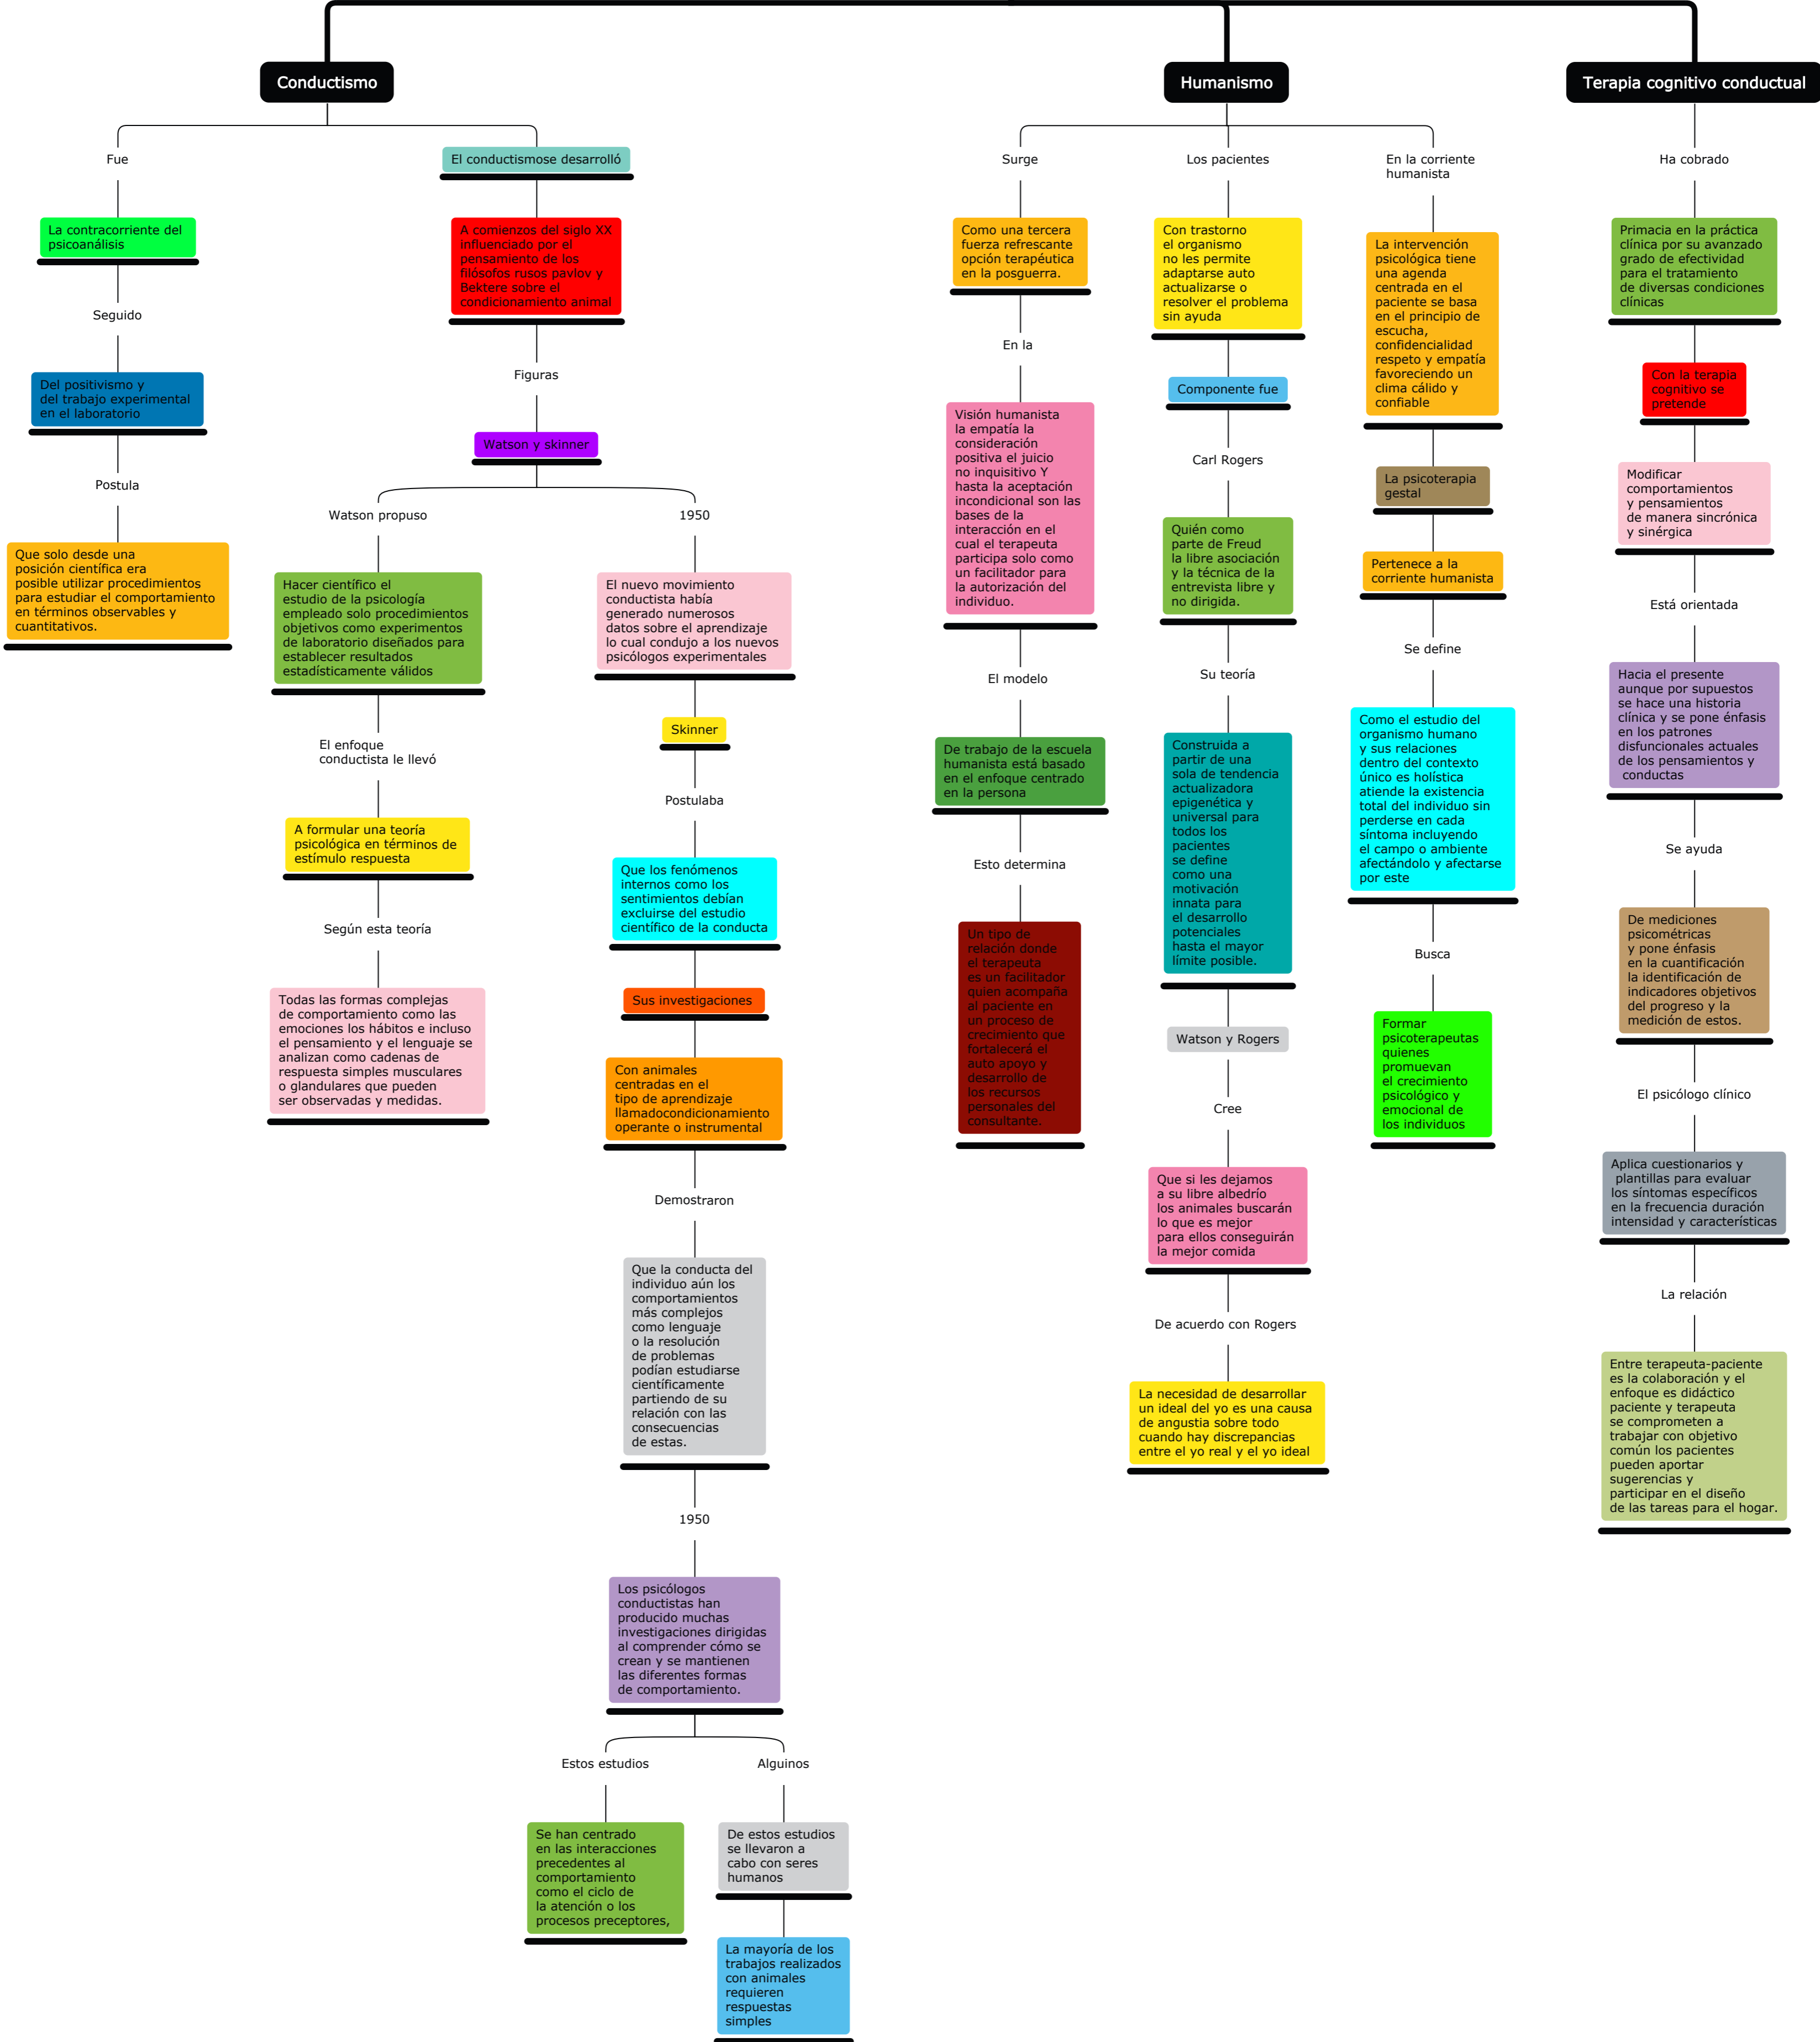 Conductismo
Fue
La contracorriente del
psicoanálisis
Seguido
Del positivismo y
del trabajo experimental
en el laboratorio
Postula
Que solo desde una
posición científica era
posible utilizar procedimientos
para estudiar el comportamiento
en términos observables y
cuantitativos.
El conductismose desarrolló
A comienzos del siglo XX
influenciado por el
pensamiento de los
filósofos rusos pavlov y
Bektere sobre el
condicionamiento animal
Figuras
Watson y skinner
Watson propuso
Hacer científico el
estudio de la psicología
empleado solo procedimientos
objetivos como experimentos
de laboratorio diseñados para
establecer resultados
estadísticamente válidos
El enfoque
conductista le llevó
A formular una teoría
psicológica en términos de
estímulo respuesta
Según esta teoría
Todas las formas complejas
de comportamiento como las
emociones los hábitos e incluso
el pensamiento y el lenguaje se
analizan como cadenas de
respuesta simples musculares
o glandulares que pueden
ser observadas y medidas.
1950
El nuevo movimiento
conductista había
generado numerosos
datos sobre el aprendizaje
lo cual condujo a los nuevos
psicólogos experimentales
Skinner
Postulaba
Que los fenómenos
internos como los
sentimientos debían
excluirse del estudio
científico de la conducta
Sus investigaciones
Con animales
centradas en el
tipo de aprendizaje
llamadocondicionamiento
operante o instrumental
Demostraron
Que la conducta del
individuo aún los
comportamientos
más complejos
como lenguaje
o la resolución
de problemas
podían estudiarse
científicamente
partiendo de su
relación con las
consecuencias
de estas.
1950
Los psicólogos
conductistas han
producido muchas
investigaciones dirigidas
al comprender cómo se
crean y se mantienen
las diferentes formas
de comportamiento.
Estos estudios
Se han centrado
en las interacciones
precedentes al
comportamiento
como el ciclo de
la atención o los
procesos preceptores,
Alguinos
De estos estudios
se llevaron a
cabo con seres
humanos
La mayoría de los
trabajos realizados
con animales
requieren
respuestas
simples
Humanismo
Surge
Como una tercera
fuerza refrescante
opción terapéutica
en la posguerra.
En la
Visión humanista
la empatía la
consideración
positiva el juicio
no inquisitivo Y
hasta la aceptación
incondicional son las
bases de la
interacción en el
cual el terapeuta
participa solo como
un facilitador para
la autorización del
individuo.
El modelo
De trabajo de la escuela
humanista está basado
en el enfoque centrado
en la persona
Esto determina
Un tipo de
relación donde
el terapeuta
es un facilitador
quien acompaña
al paciente en
un proceso de
crecimiento que
fortalecerá el
auto apoyo y
desarrollo de
los recursos
personales del
consultante.
Los pacientes
Con trastorno
el organismo
no les permite
adaptarse auto
actualizarse o
resolver el problema
sin ayuda
Componente fue
Carl Rogers
Quién como
parte de Freud
la libre asociación
y la técnica de la
entrevista libre y
no dirigida.
Su teoría
Construida a
partir de una
sola de tendencia
actualizadora
epigenética y
universal para
todos los
pacientes
se define
como una
motivación
innata para
el desarrollo
potenciales
hasta el mayor
límite posible.
Watson y Rogers
Cree
Que si les dejamos
a su libre albedrío
los animales buscarán
lo que es mejor
para ellos conseguirán
la mejor comida
De acuerdo con Rogers
La necesidad de desarrollar
un ideal del yo es una causa
de angustia sobre todo
cuando hay discrepancias
entre el yo real y el yo ideal
En la corriente
humanista
La intervención
psicológica tiene
una agenda
centrada en el
paciente se basa
en el principio de
escucha,
confidencialidad
respeto y empatía
favoreciendo un
clima cálido y
confiable
La psicoterapia
gestal
Pertenece a la
corriente humanista
Se define
Como el estudio del
organismo humano
y sus relaciones
dentro del contexto
único es holística
atiende la existencia
total del individuo sin
perderse en cada
síntoma incluyendo
el campo o ambiente
afectándolo y afectarse
por este
Busca
Formar
psicoterapeutas
quienes
promuevan
el crecimiento
psicológico y
emocional de
los individuos
Terapia cognitivo conductual
Ha cobrado
Primacia en la práctica
clínica por su avanzado
grado de efectividad
para el tratamiento
de diversas condiciones
clínicas
Con la terapia
cognitivo se
pretende
Modificar
comportamientos
y pensamientos
de manera sincrónica
y sinérgica
Está orientada
Hacia el presente
aunque por supuestos
se hace una historia
clínica y se pone énfasis
en los patrones
disfuncionales actuales
de los pensamientos y
conductas
Se ayuda
De mediciones
psicométricas
y pone énfasis
en la cuantificación
la identificación de
indicadores objetivos
del progreso y la
medición de estos.
El psicólogo clínico
Aplica cuestionarios y
plantillas para evaluar
los síntomas específicos
en la frecuencia duración
intensidad y características
La relación
Entre terapeuta-paciente
es la colaboración y el
enfoque es didáctico
paciente y terapeuta
se comprometen a
trabajar con objetivo
común los pacientes
pueden aportar
sugerencias y
participar en el diseño
de las tareas para el hogar.